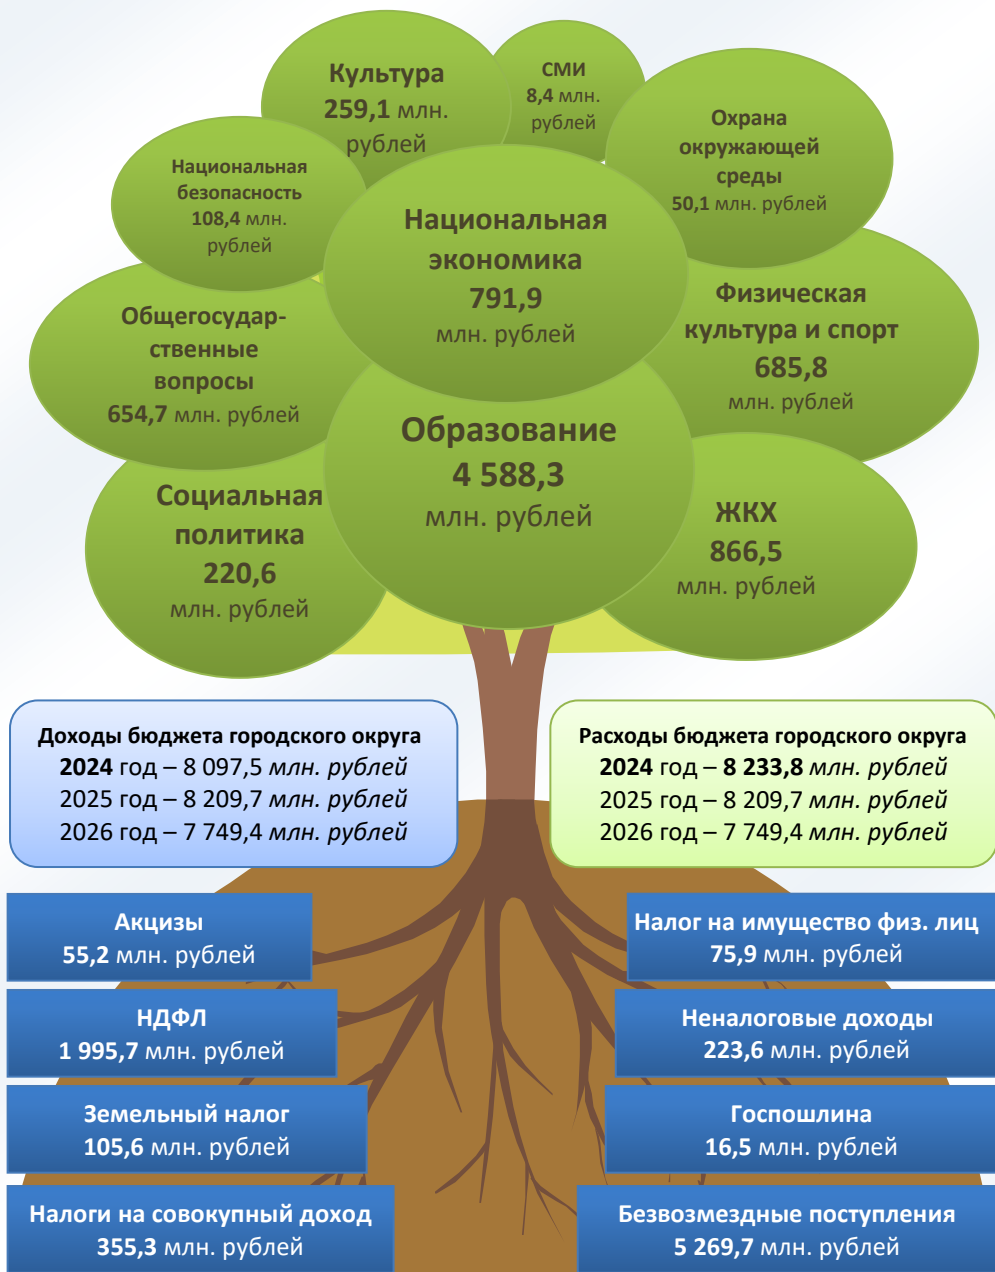 Культура
259,1 млн.
рублей
СМИ
8,4 млн.
рублей
Охрана
окружающей
среды
50,1 млн. рублей
Национальная
безопасность
108,4 млн.
рублей
Национальная
экономика
791,9
млн. рублей
Общегосудар-
ственные
вопросы
654,7 млн. рублей
Физическая
культура и спорт
685,8
млн. рублей
Образование
4 588,3
млн. рублей
Социальная
политика
220,6
млн. рублей
ЖКХ
866,5
млн. рублей
Доходы бюджета городского округа
2024 год – 8 097,5 млн. рублей
2025 год – 8 209,7 млн. рублей
2026 год – 7 749,4 млн. рублей
Расходы бюджета городского округа
2024 год – 8 233,8 млн. рублей
2025 год – 8 209,7 млн. рублей
2026 год – 7 749,4 млн. рублей
Акцизы
55,2 млн. рублей
Налог на имущество физ. лиц
75,9 млн. рублей
НДФЛ
1 995,7 млн. рублей
Неналоговые доходы
223,6 млн. рублей
Земельный налог
105,6 млн. рублей
Госпошлина
16,5 млн. рублей
Налоги на совокупный доход
355,3 млн. рублей
Безвозмездные поступления
5 269,7 млн. рублей